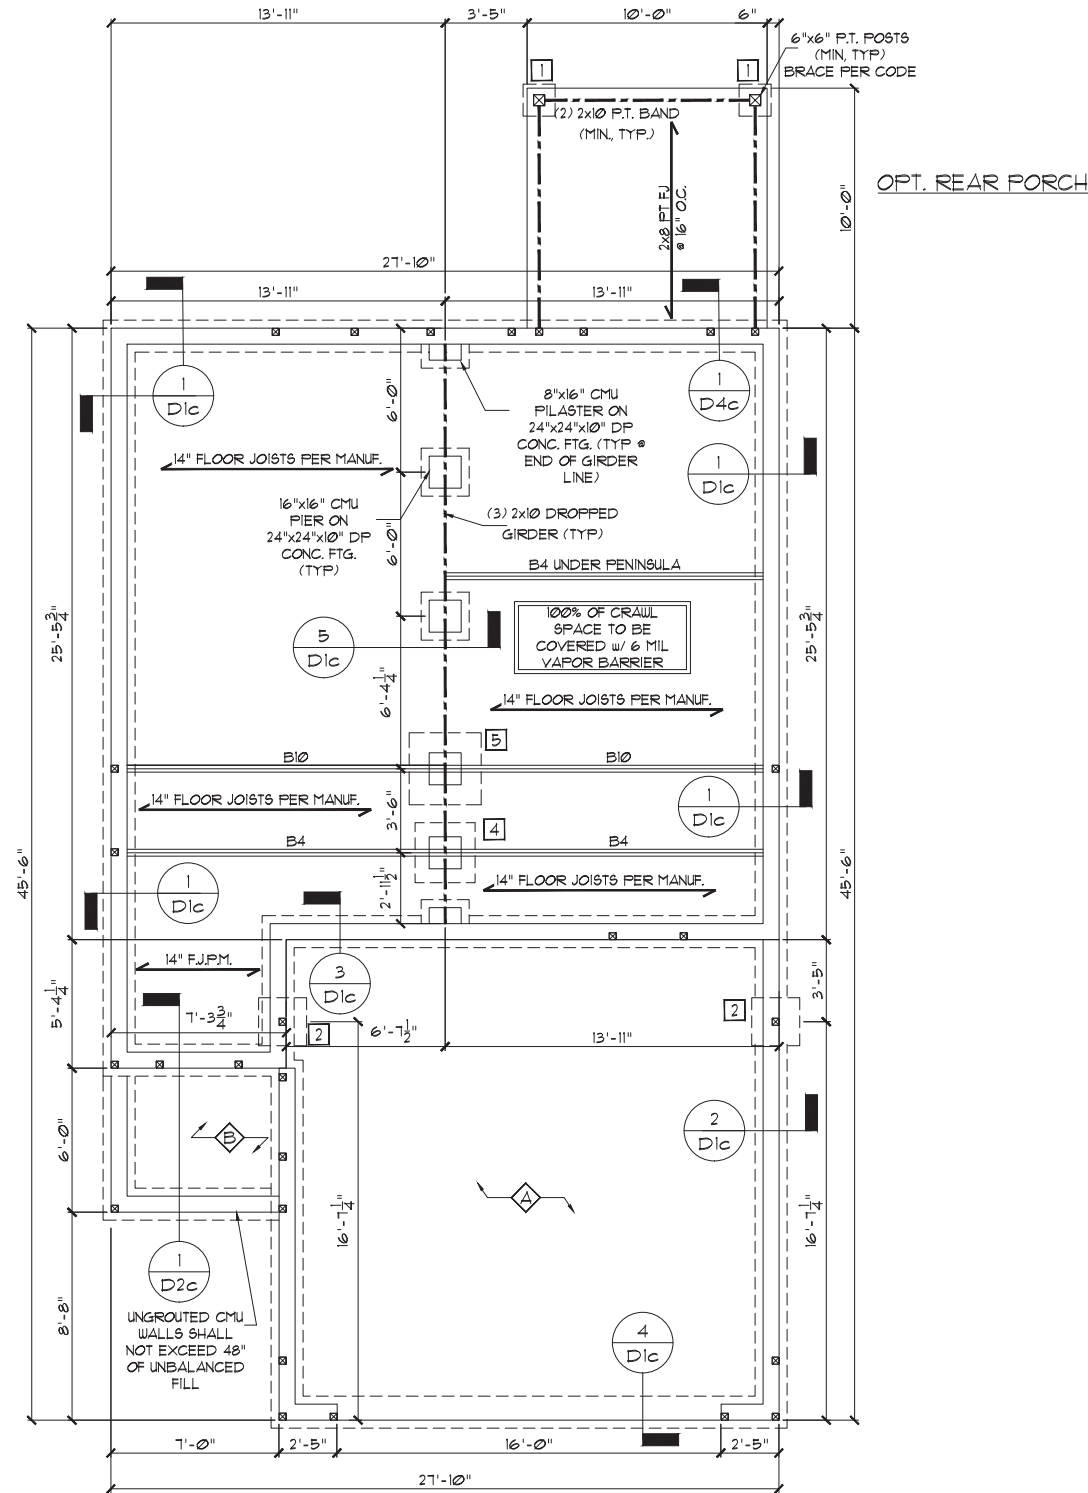 13'-11"
3'-5"
10'-0"
6"
6"x6" P.T. POSTS
(MIN, TYP)
BRACE PER CODE
1
1
(2) 2x10 P.T. BAND
(MIN., TYP.)
2x8 PT FJ
@ 16" O.C.
10'-0"
OPT. REAR PORCH
27'-10"
13'-11"
13'-11"
1
D1c
1
D4c
6'-0"
8"x16" CMU
PILASTER ON
24"x24"x10" DP
CONC. FTG. (TYP @
END OF GIRDER
LINE)
14" FLOOR JOISTS PER MANUF.
1
D1c
16"x16" CMU
PIER ON
24"x24"x10" DP
CONC. FTG.
(TYP)
6'-0"
(3) 2x10 DROPPED
GIRDER (TYP)
B4 UNDER PENINSULA
100% OF CRAWL
SPACE TO BE
COVERED w/ 6 MIL
VAPOR BARRIER
25'-5 3/4"
25'-5 3/4"
5
D1c
6'-4 1/4"
14" FLOOR JOISTS PER MANUF.
5
B10
B10
14" FLOOR JOISTS PER MANUF.
3'-6"
1
D1c
4
B4
B4
45'-6"
45'-6"
1
D1c
2'-11 1/2"
14" FLOOR JOISTS PER MANUF.
14" F.J.P.M.
3
D1c
5'-4 1/4"
3'-5"
7'-3 3/4"
2
6'-7 1/2"
13'-11"
2
6'-0"
B
2
D1c
A
16'-7 1/4"
16'-7 1/4"
1
D2c
UNGROUTED CMU
WALLS SHALL
NOT EXCEED 48"
OF UNBALANCED
FILL
8'-8"
4
D1c
7'-0"
2'-5"
16'-0"
2'-5"
27'-10"